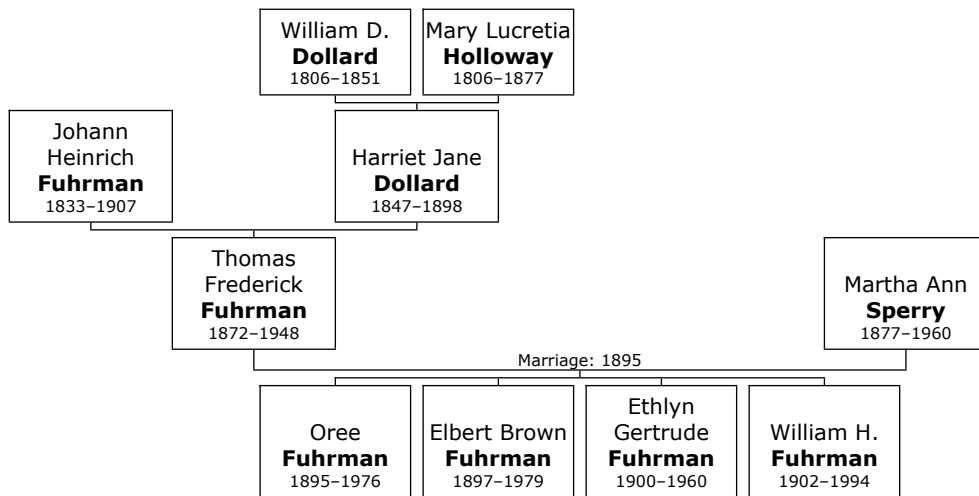 William D.
Dollard
1806–1851
Mary Lucretia
Holloway
1806–1877
Johann
Heinrich
Fuhrman
1833–1907
Harriet Jane
Dollard
1847–1898
Thomas
Frederick
Fuhrman
1872–1948
Martha Ann
Sperry
1877–1960
Marriage: 1895
Oree
Fuhrman
1895–1976
Elbert Brown
Fuhrman
1897–1979
Ethlyn
Gertrude
Fuhrman
1900–1960
William H.
Fuhrman
1902–1994